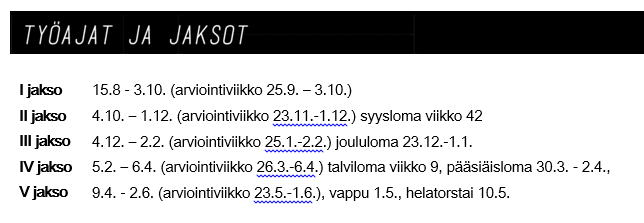 TYÖAJAT JA JAKSOT
I jakso 15.8 - 3.10. (arviointiviikko 25.9. – 3.10.)
II jakso 4.10. – 1.12. (arviointiviikko 23.11.-1.12.) syysloma viikko 42
III jakso 4.12. – 2.2. (arviointiviikko 25.1.-2.2.) joululoma 23.12.-1.1.
IV jakso 5.2. – 6.4. (arviointiviikko 26.3.-6.4.) talviloma viikko 9, pääsiäisloma 30.3. - 2.4.,
V jakso 9.4. - 2.6. (arviointiviikko 23.5.-1.6.), vappu 1.5., helatorstai 10.5.